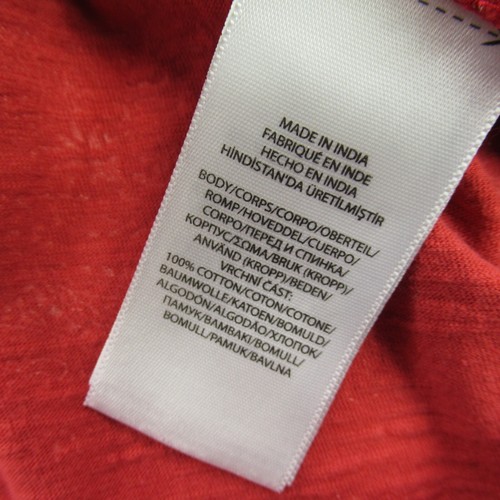 MADE IN INDIA
FABRIQUÉ EN INDE
HECHO EN INDIA
HİNDİSTAN'DA ÜRETİLMİŞTİR
BODY/CORPS/CORPO/OBERTEIL/
ROMP/HOVEDDEL/CUERPO/
CORPO/ПЕРЕД И СПИНКА/
КОРПУС/ΣΩΜΑ/BRUK (KROPP)/
ANVÄND (KROPP)/BEDEN/
VRCHNÍ ČÁST:
100% COTTON/COTON/COTONE/
BAUMWOLLE/KATOEN/BOMULD/
ALGODÓN/ALGODÃO/ХЛОПОК/
ПАМУК/ΒΑΜΒΑΚΙ/BOMULL/
BOMULL/PAMUK/BAVLNA